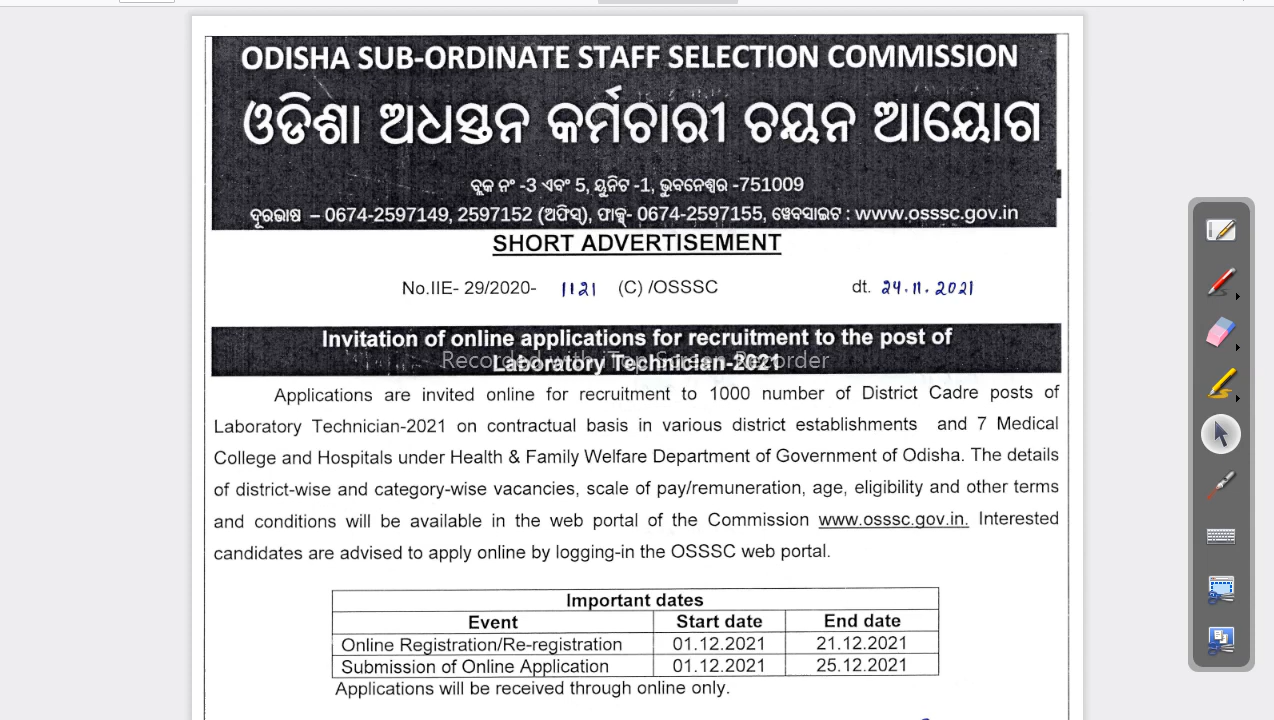 ODISHA SUB-ORDINATE STAFF SELECTION COMMISSION
ଓଡିଶା ଅଧସ୍ତନ କର୍ମଚାରୀ ଚୟନ ଆୟୋଗ
ବ୍ଲକ ନଂ -3 ଏବଂ 5, ୟୁନିଟ -1, ଭୁବନେଶ୍ୱର -751009
ଦୂରଭାଷ – 0674-2597149, 2597152 (ଅଫିସ୍), ଫାକ୍ସ- 0674-2597155, ୱେବସାଇଟ : www.osssc.gov.in
SHORT ADVERTISEMENT
No.IIE- 29/2020- 1121 (C) /OSSSC dt. 24.11.2021
Invitation of online applications for recruitment to the post of
Laboratory Technician-2021
Recorded with iTop Screen Recorder
Applications are invited online for recruitment to 1000 number of District Cadre posts of
Laboratory Technician-2021 on contractual basis in various district establishments and 7 Medical
College and Hospitals under Health & Family Welfare Department of Government of Odisha. The details
of district-wise and category-wise vacancies, scale of pay/remuneration, age, eligibility and other terms
and conditions will be available in the web portal of the Commission www.osssc.gov.in. Interested
candidates are advised to apply online by logging-in the OSSSC web portal.
Important dates
Event Start date End date
Online Registration/Re-registration 01.12.2021 21.12.2021
Submission of Online Application 01.12.2021 25.12.2021
Applications will be received through online only.